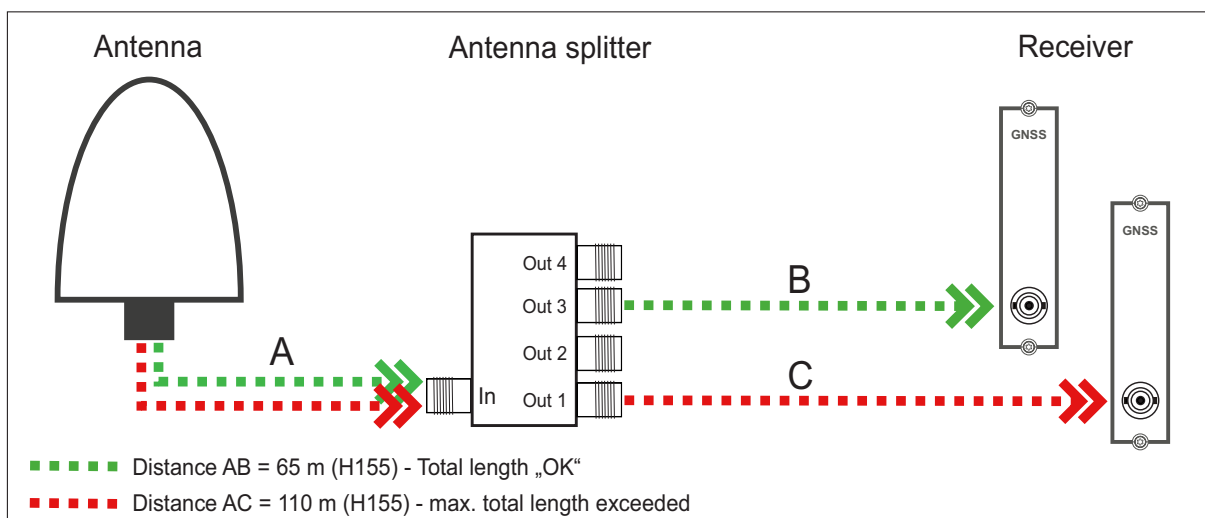 Antenna
Antenna splitter
Receiver
GNSS
GNSS
Out 4
Out 3
Out 2
Out 1
In
A
B
C
Distance AB = 65 m (H155) - Total length „OK“
Distance AC = 110 m (H155) - max. total length exceeded